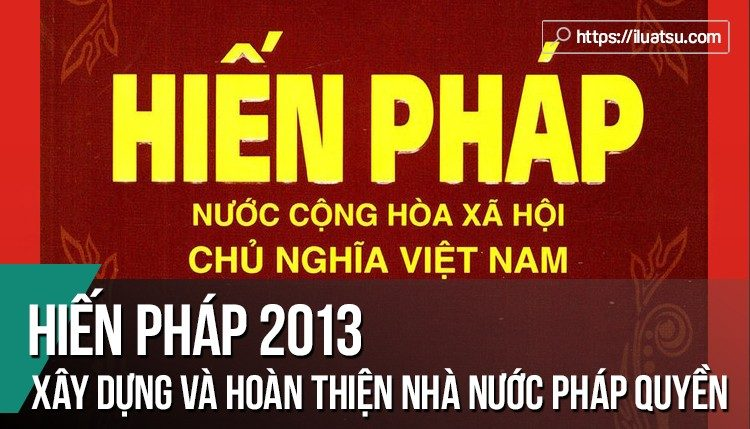 https://iluatsu.com
HIẾN PHÁP
NƯỚC CỘNG HÒA XÃ HỘI
CHỦ NGHĨA VIỆT NAM
HIẾN PHÁP 2013
XÂY DỰNG VÀ HOÀN THIỆN NHÀ NƯỚC PHÁP QUYỀN